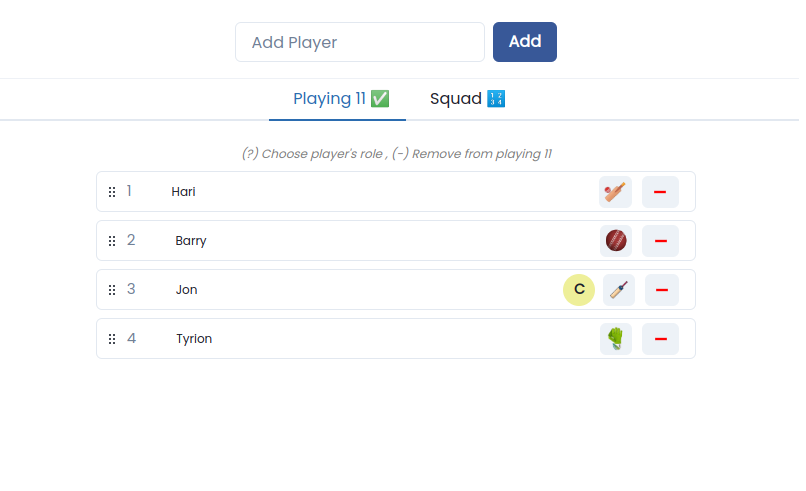 Add Player
Add
Playing 11 ✅
Squad 🔢
(?) Choose player's role , (-) Remove from playing 11
1 Hari
2 Barry
3 Jon C
4 Tyrion